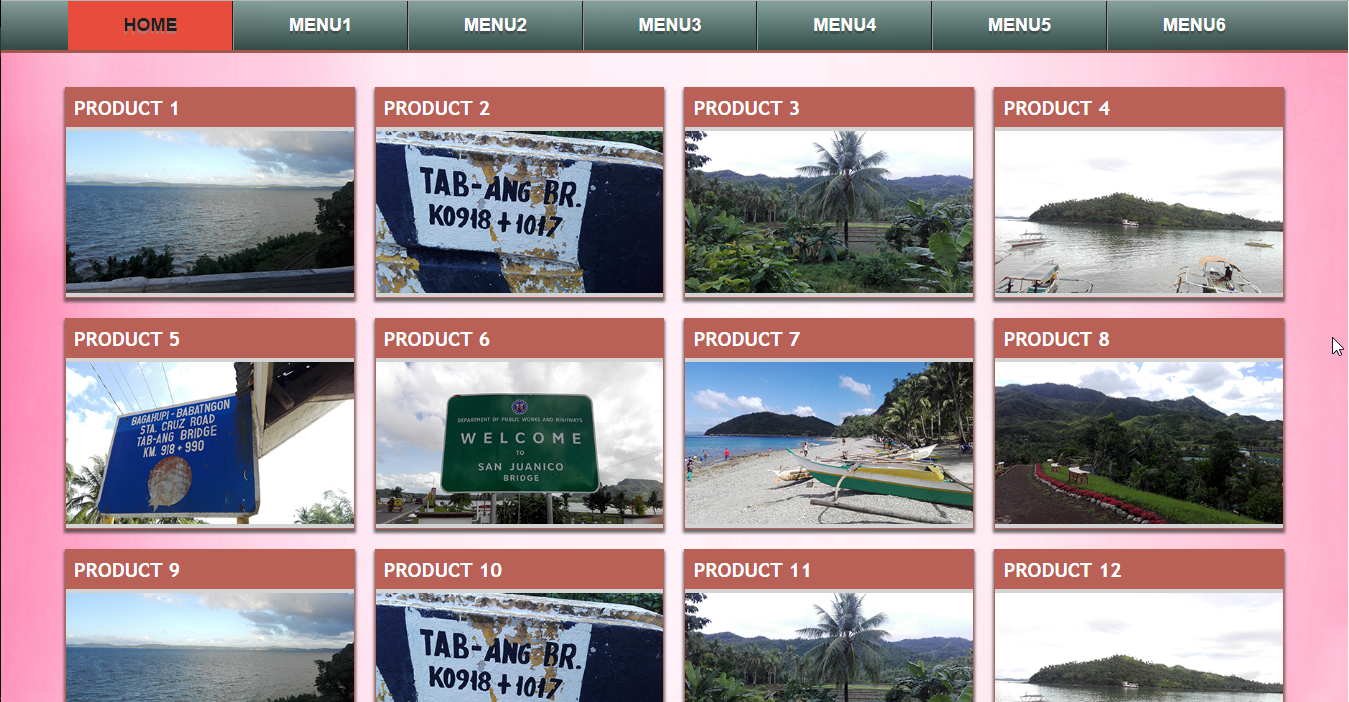 HOME MENU1 MENU2 MENU3 MENU4 MENU5 MENU6
PRODUCT 1 PRODUCT 2 PRODUCT 3 PRODUCT 4
TAB-ANG BR.
K0918+1017
PRODUCT 5 PRODUCT 6 PRODUCT 7 PRODUCT 8
BAGAHUPI-BABATNGON
STA. CRUZ ROAD
TAB-ANG BRIDGE
KM. 918+990
DEPARTMENT OF PUBLIC WORKS AND HIGHWAYS
WELCOME
TO
SAN JUANICO
BRIDGE
PRODUCT 9 PRODUCT 10 PRODUCT 11 PRODUCT 12
TAB-ANG BR.
K0918+1017